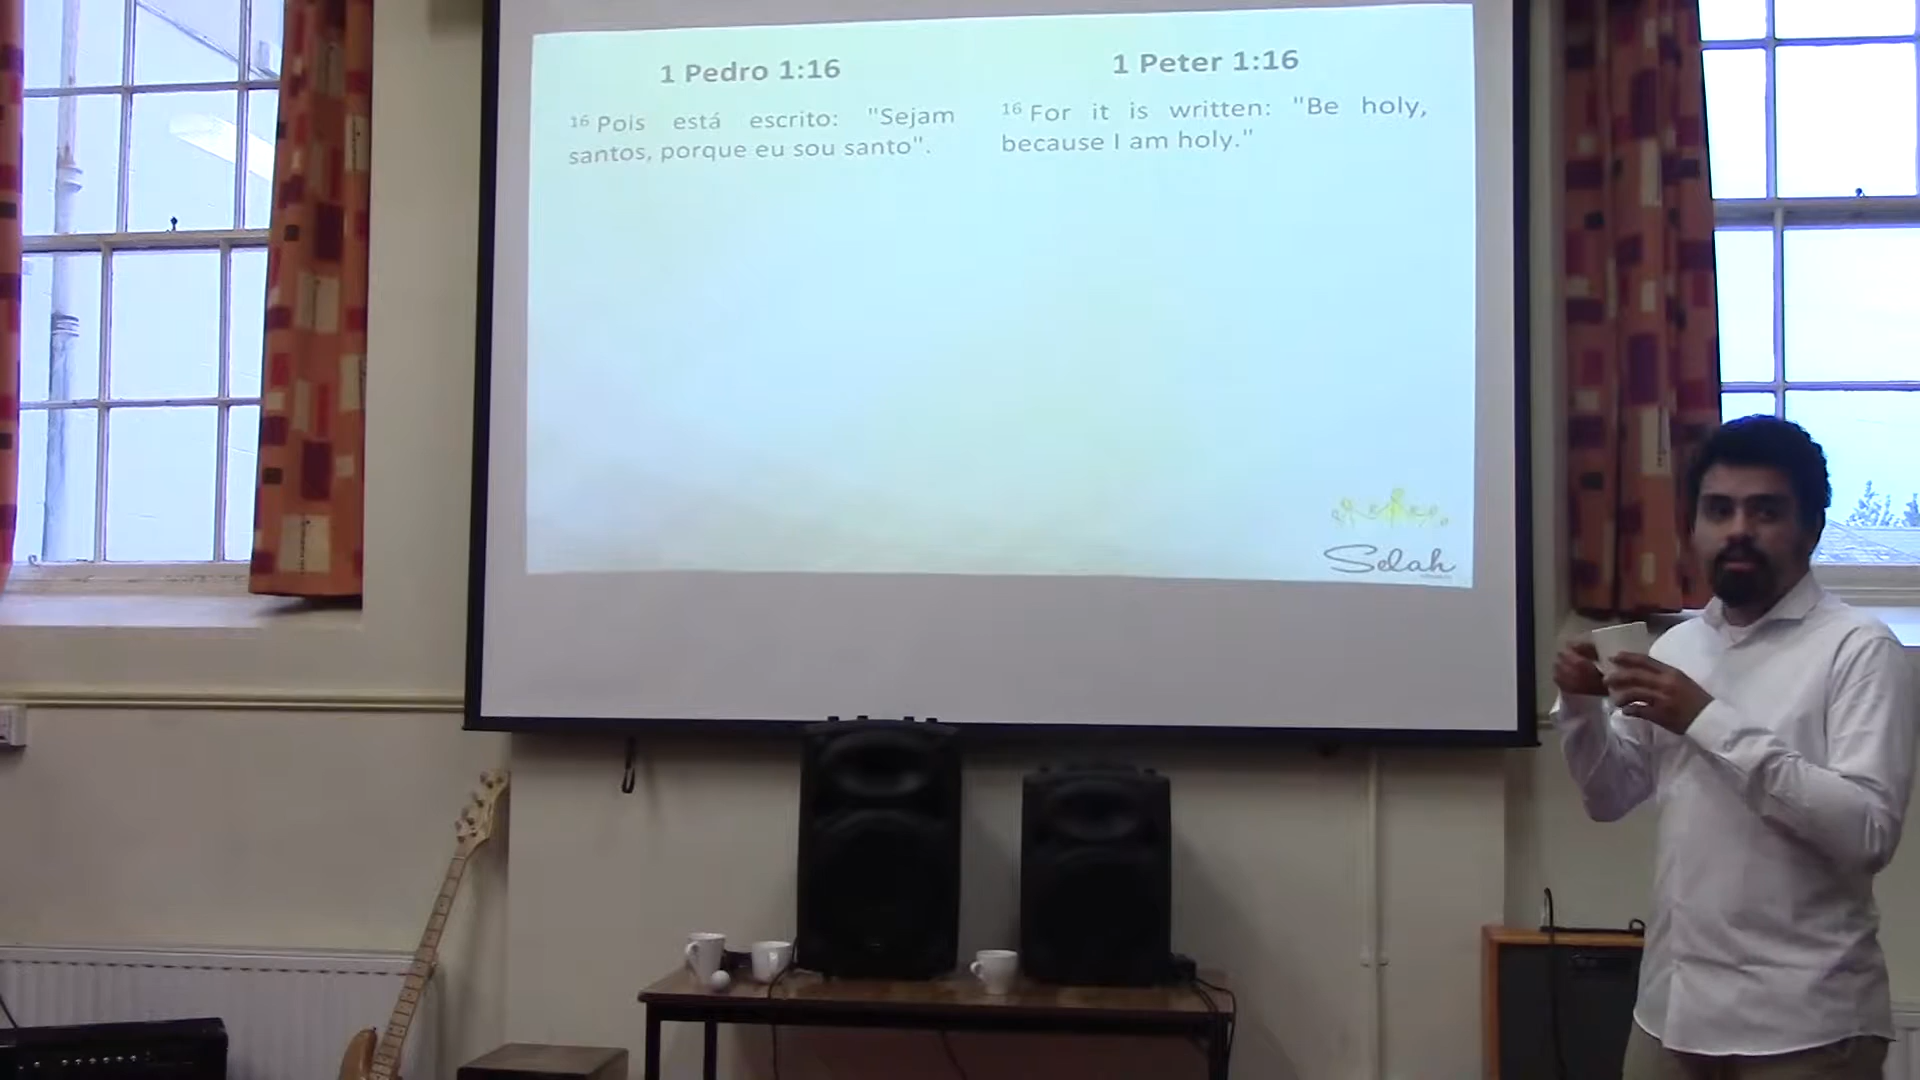 1 Pedro 1:16
16 Pois está escrito: "Sejam
santos, porque eu sou santo".
1 Peter 1:16
16 For it is written: "Be holy,
because I am holy."
Selah